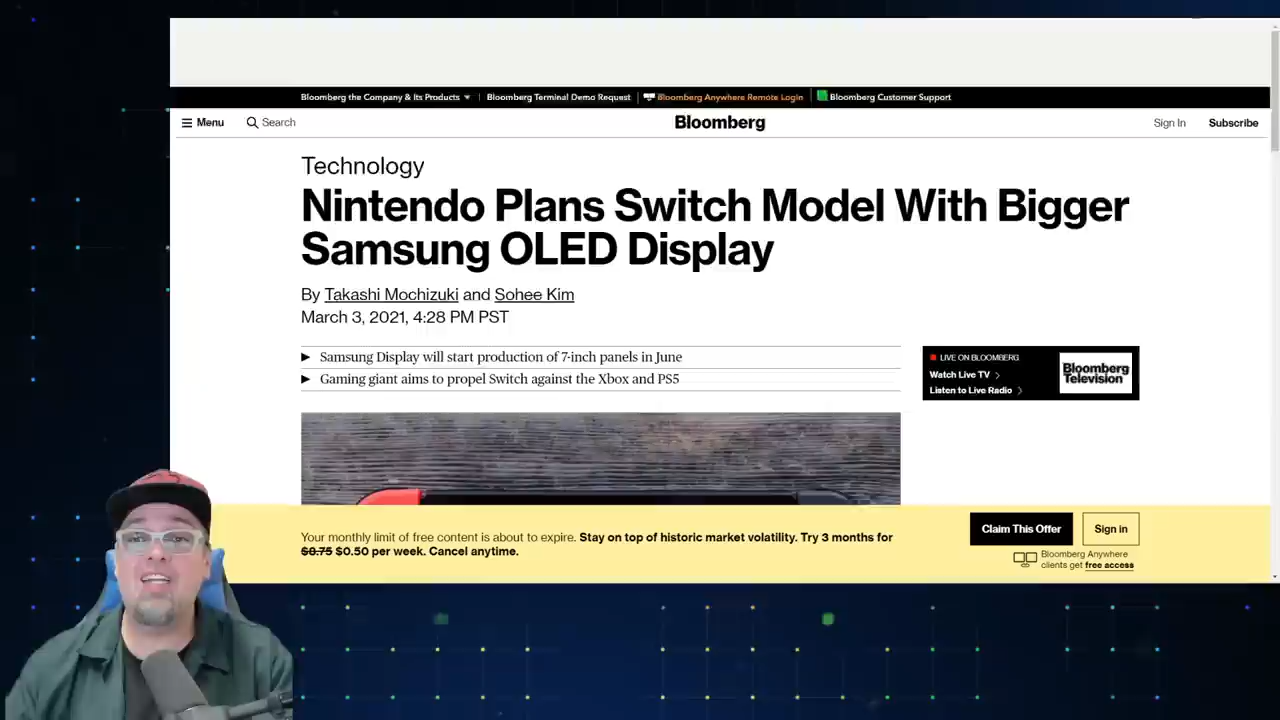 Bloomberg the Company & Its Products
Bloomberg Terminal Demo Request
Bloomberg Anywhere Remote Login
Bloomberg Customer Support
Menu
Search
Bloomberg
Sign In
Subscribe
Technology
Nintendo Plans Switch Model With Bigger
Samsung OLED Display
By Takashi Mochizuki and Sohee Kim
March 3, 2021, 4:28 PM PST
Samsung Display will start production of 7-inch panels in June
Gaming giant aims to propel Switch against the Xbox and PS5
LIVE ON BLOOMBERG
Watch Live TV
Listen to Live Radio
Bloomberg
Television
Your monthly limit of free content is about to expire. Stay on top of historic market volatility. Try 3 months for
$8.75 $0.50 per week. Cancel anytime.
Claim This Offer
Sign in
Bloomberg Anywhere
clients get free access